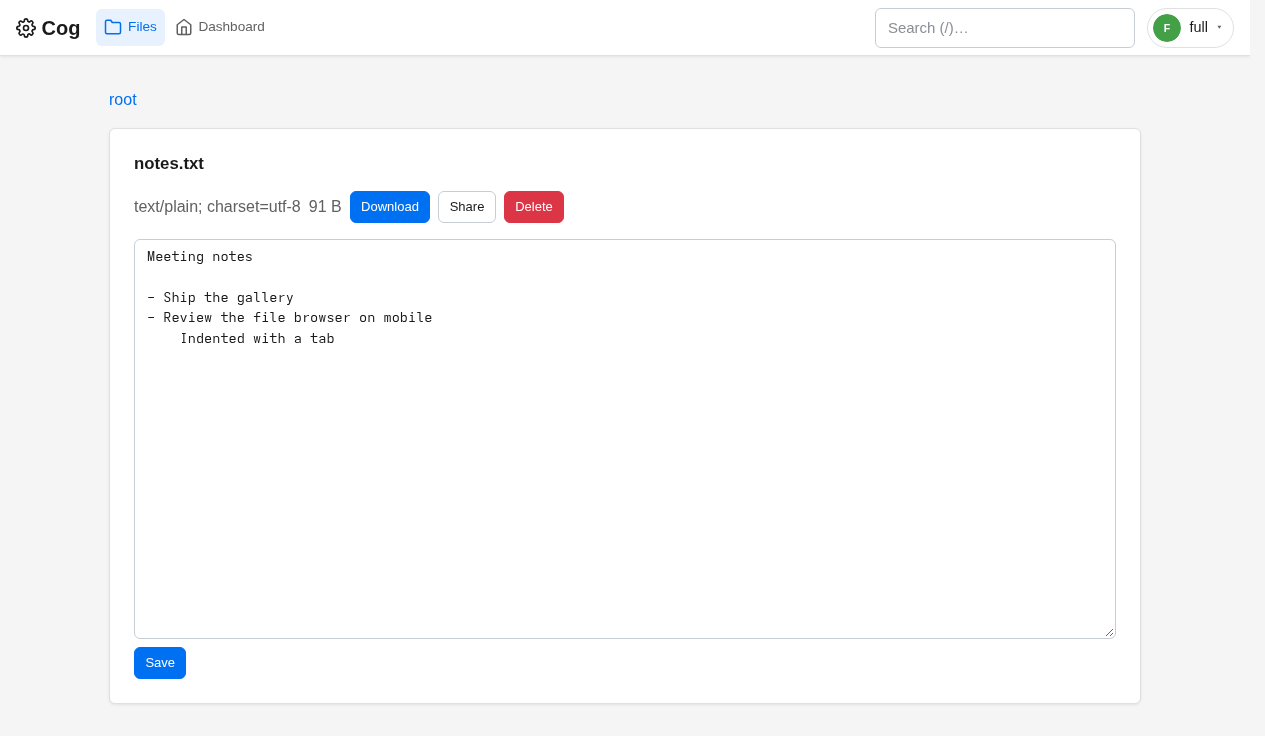 Cog
Files
Dashboard
Search (/)…
F
full
root
notes.txt
text/plain; charset=utf-8 91 B Download Share Delete
Meeting notes
- Ship the gallery
- Review the file browser on mobile
Indented with a tab
Save